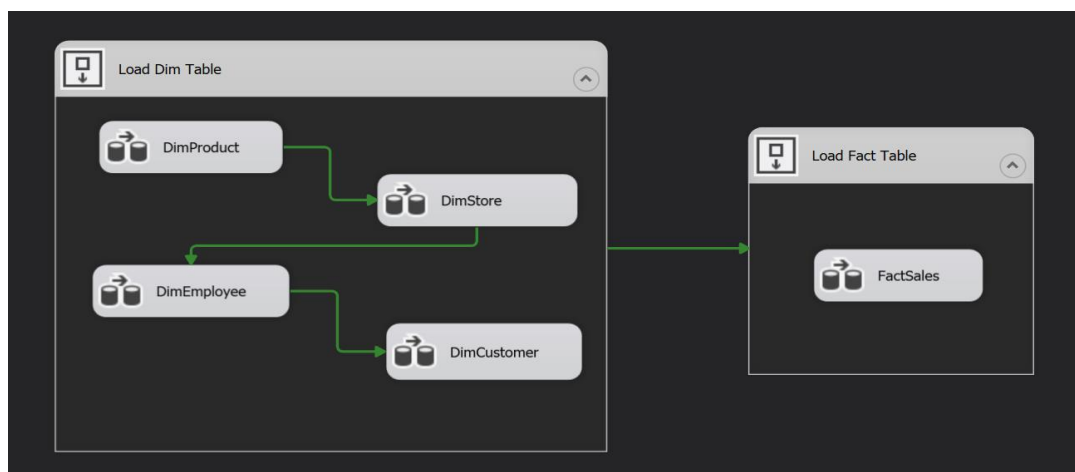 Load Dim Table
DimProduct
DimStore
DimEmployee
DimCustomer
Load Fact Table
FactSales